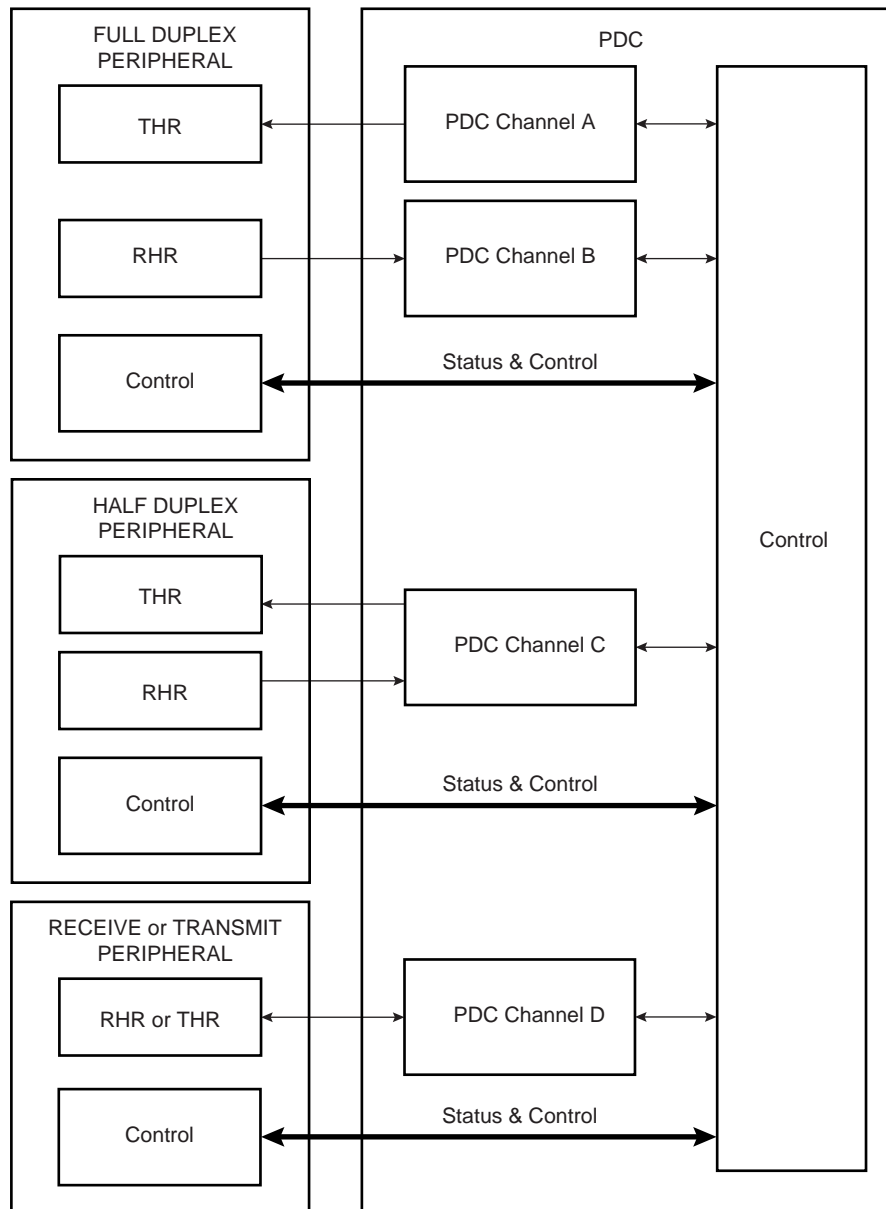 FULL DUPLEX
PERIPHERAL
PDC
THR
PDC Channel A
RHR
PDC Channel B
Control
Status & Control
HALF DUPLEX
PERIPHERAL
Control
THR
PDC Channel C
RHR
Control
Status & Control
RECEIVE or TRANSMIT
PERIPHERAL
RHR or THR
PDC Channel D
Control
Status & Control